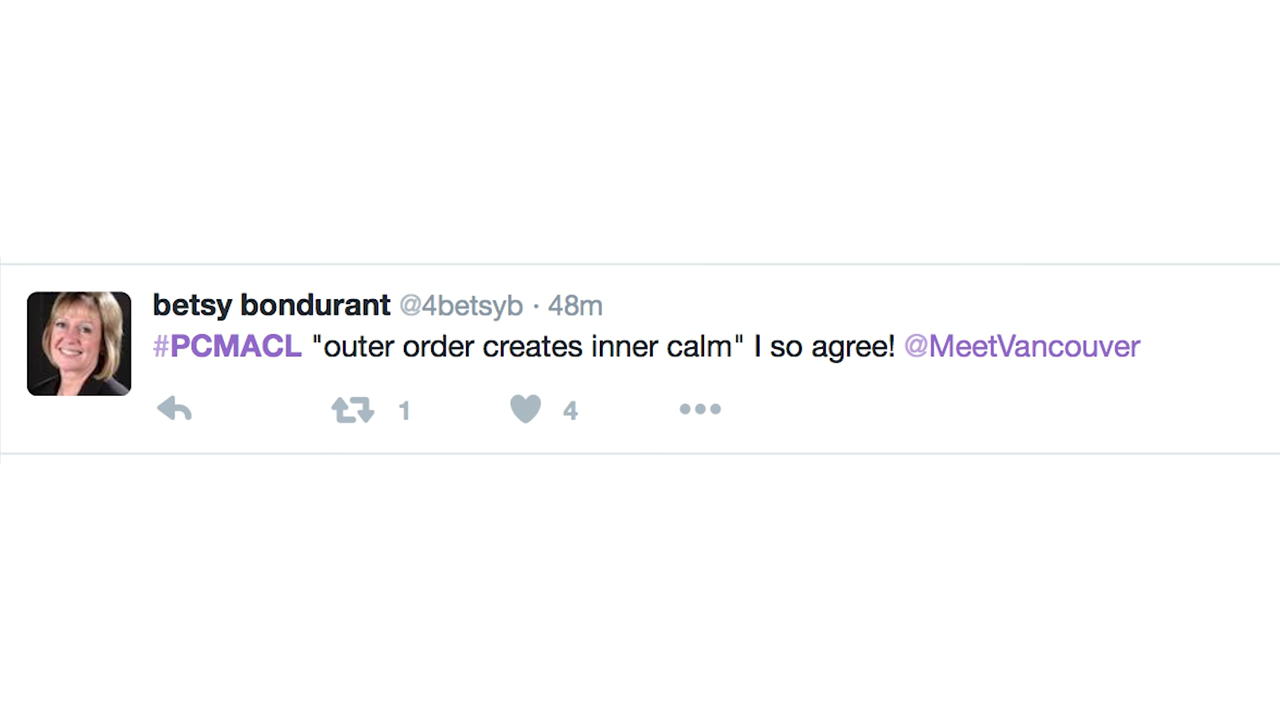 betsy bondurant @4betsyb · 48m
#PCMACL "outer order creates inner calm" I so agree! @MeetVancouver
1 4